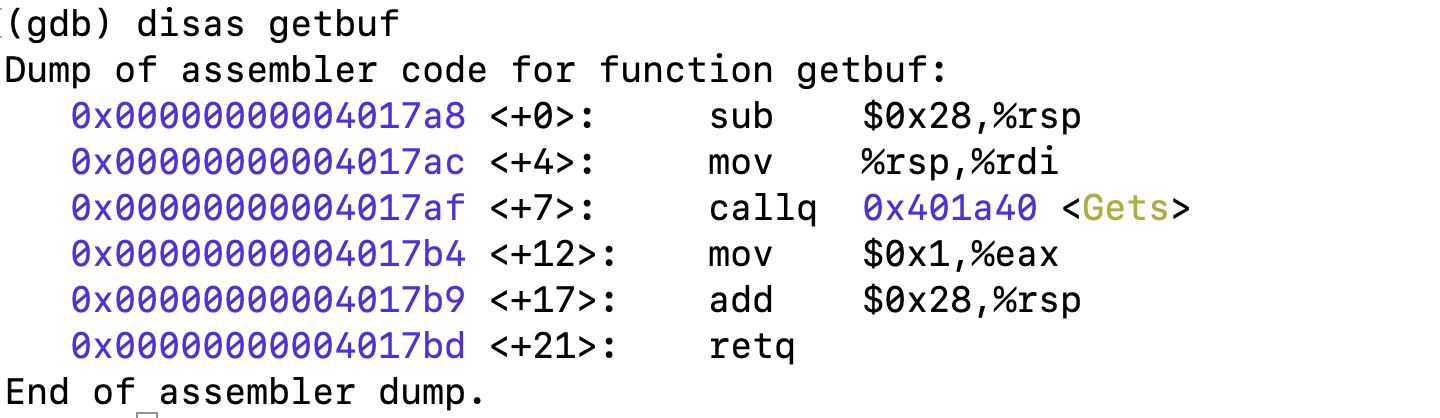 (gdb) disas getbuf
Dump of assembler code for function getbuf:
   0x00000000004017a8 <+0>:     sub    $0x28,%rsp
   0x00000000004017ac <+4>:     mov    %rsp,%rdi
   0x00000000004017af <+7>:     callq  0x401a40 <Gets>
   0x00000000004017b4 <+12>:    mov    $0x1,%eax
   0x00000000004017b9 <+17>:    add    $0x28,%rsp
   0x00000000004017bd <+21>:    retq
End of assembler dump.